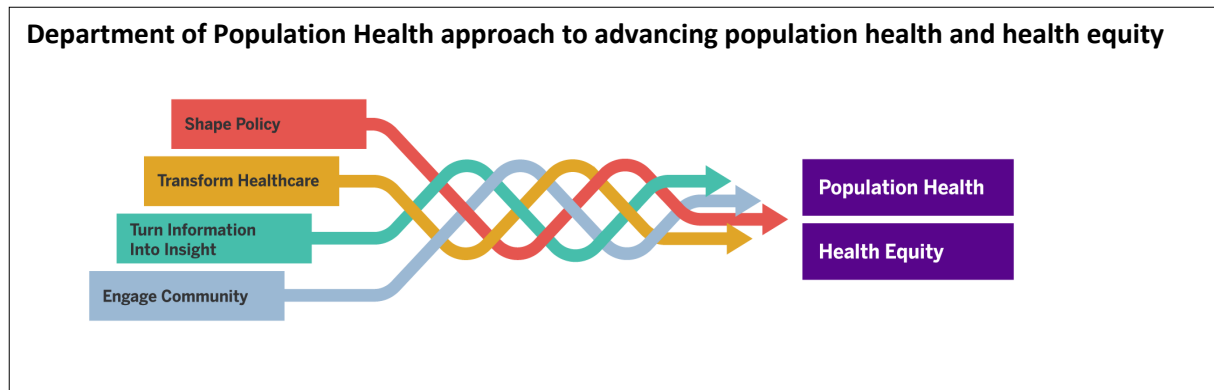 Department of Population Health approach to advancing population health and health equity
Shape Policy
Transform Healthcare
Turn Information
Into Insight
Engage Community
Population Health
Health Equity